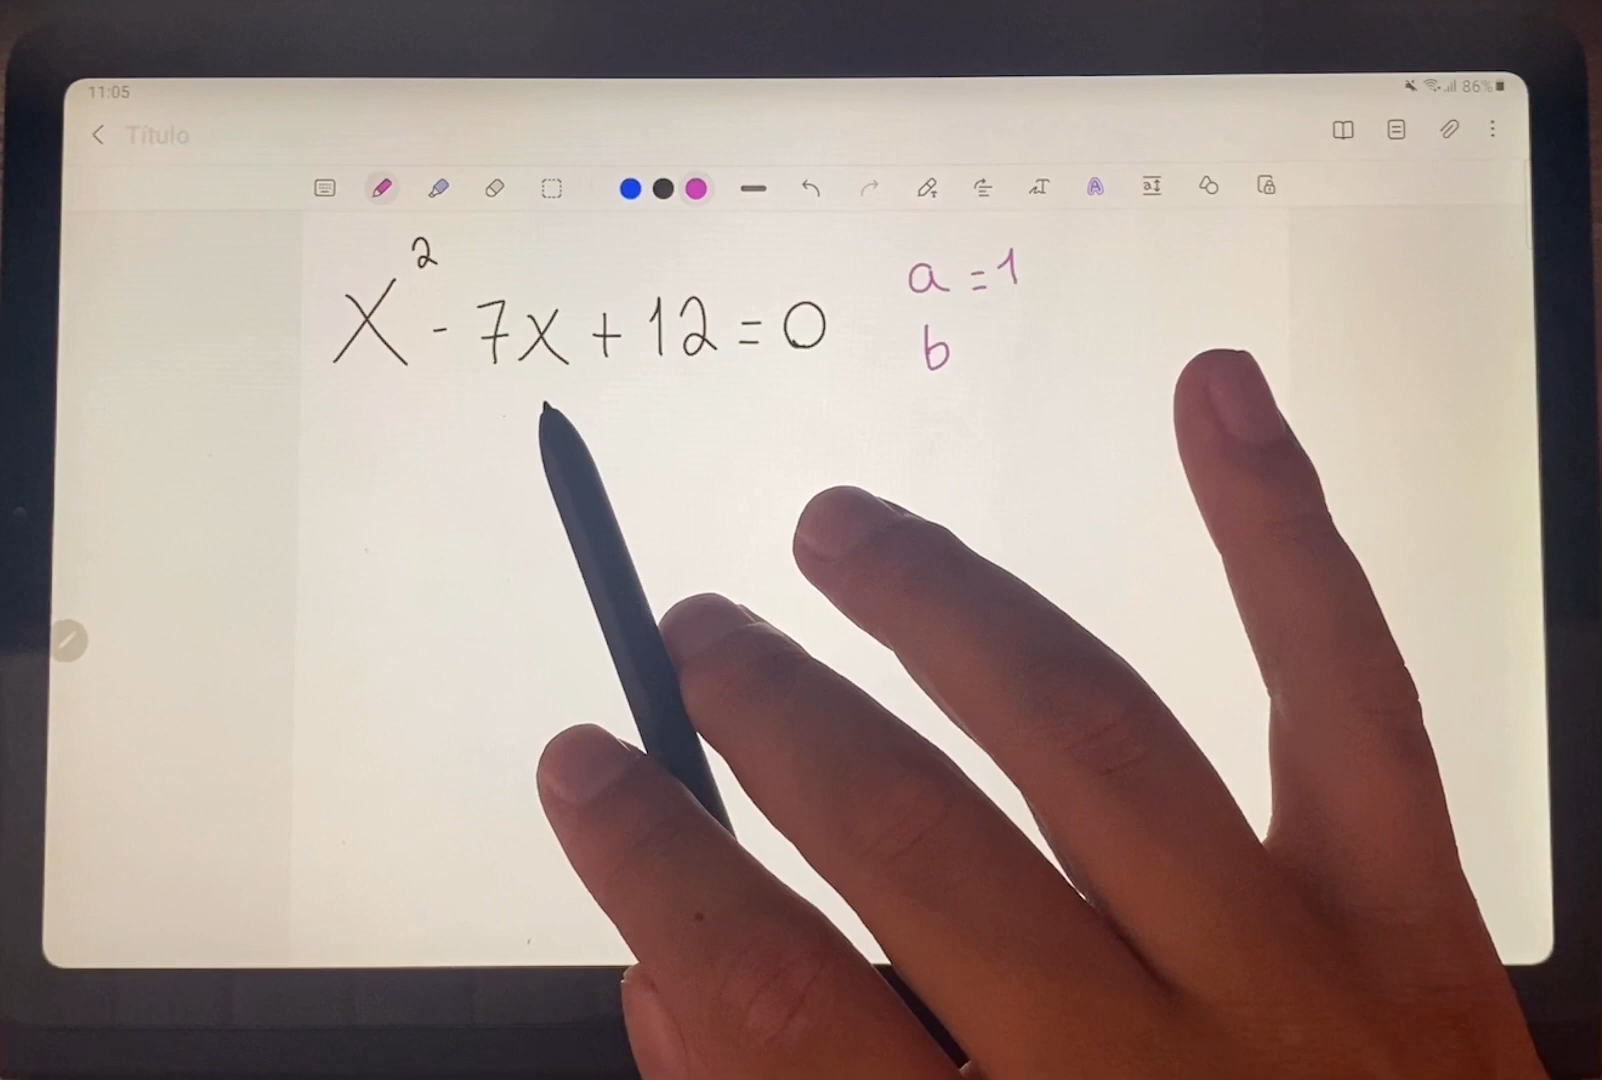 11:05
86%
Título
x² - 7x + 12 = 0
a = 1
b